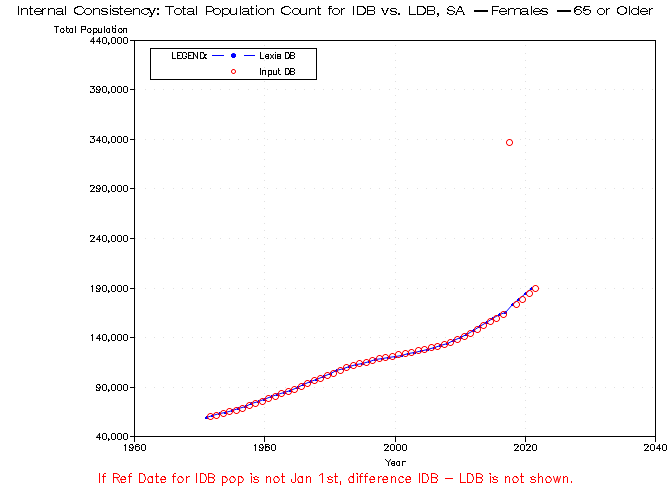 Internal Consistency: Total Population Count for IDB vs. LDB, SA —Females —65 or Older
Total Population
440,000
LEGEND: Lexis DB
Input DB
390,000
340,000
290,000
240,000
190,000
140,000
90,000
40,000
1960 1980 2000 2020 2040
Year
If Ref Date for IDB pop is not Jan 1st, difference IDB – LDB is not shown.